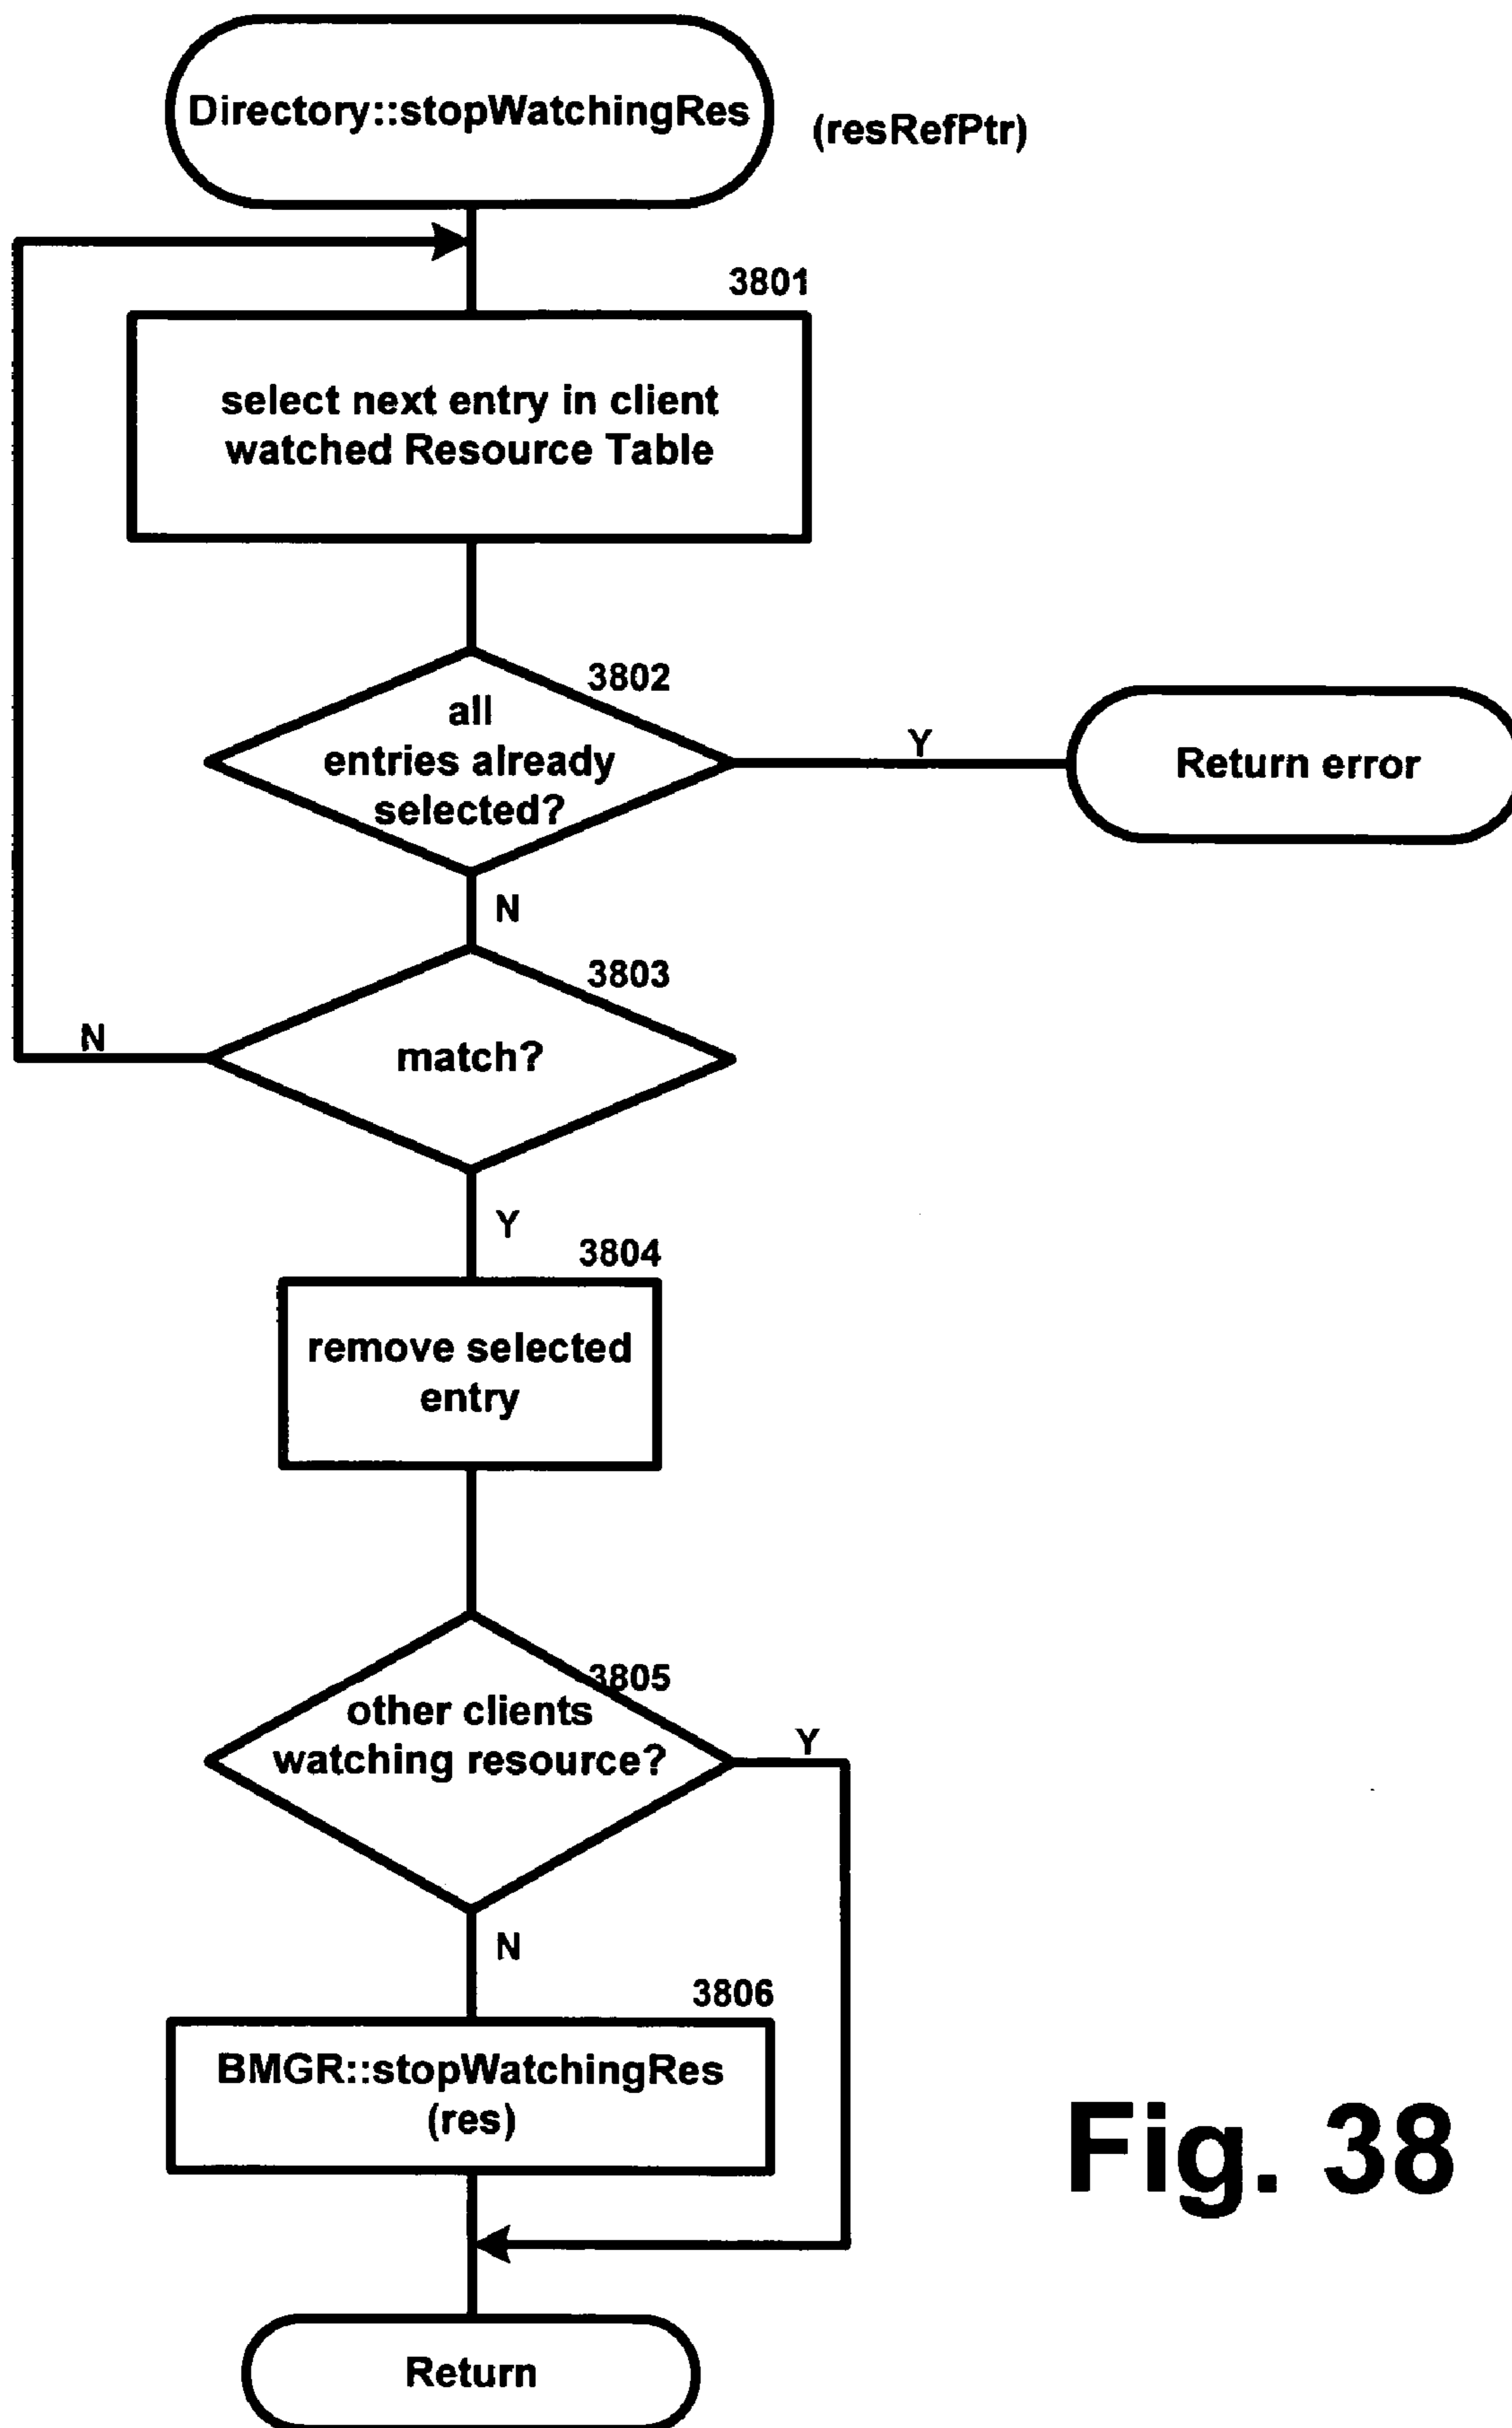 Directory::stopWatchingRes
(resRefPtr)
3801
select next entry in client
watched Resource Table
3802
all
entries already
selected?
Y
Return error
N
3803
match?
N
Y
3804
remove selected
entry
3805
other clients
watching resource?
Y
N
3806
BMGR::stopWatchingRes
(res)
Return
Fig. 38